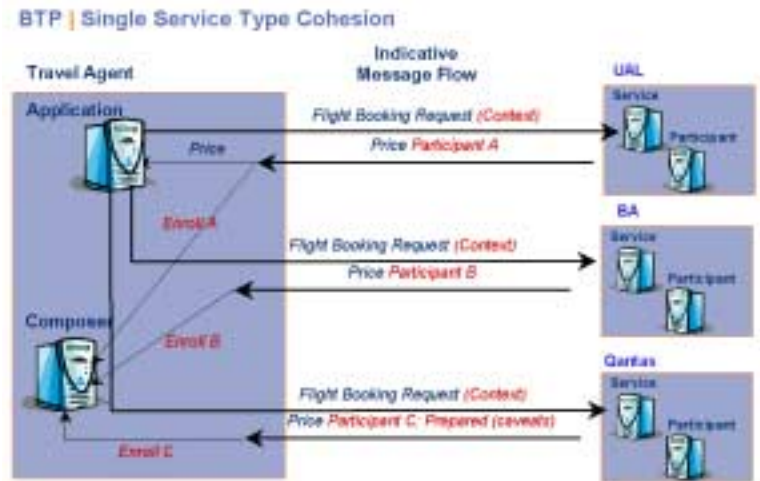 BTP | Single Service Type Cohesion
Indicative
Message Flow
Travel Agent
UAL
Application
Service
Participant
Flight Booking Request (Context)
Price
Price Participant A
Enroll A
BA
Service
Participant
Flight Booking Request (Context)
Price Participant B
Composer
Enroll B
Qantas
Service
Participant
Flight Booking Request (Context)
Price Participant C, Prepared (caveats)
Enroll C